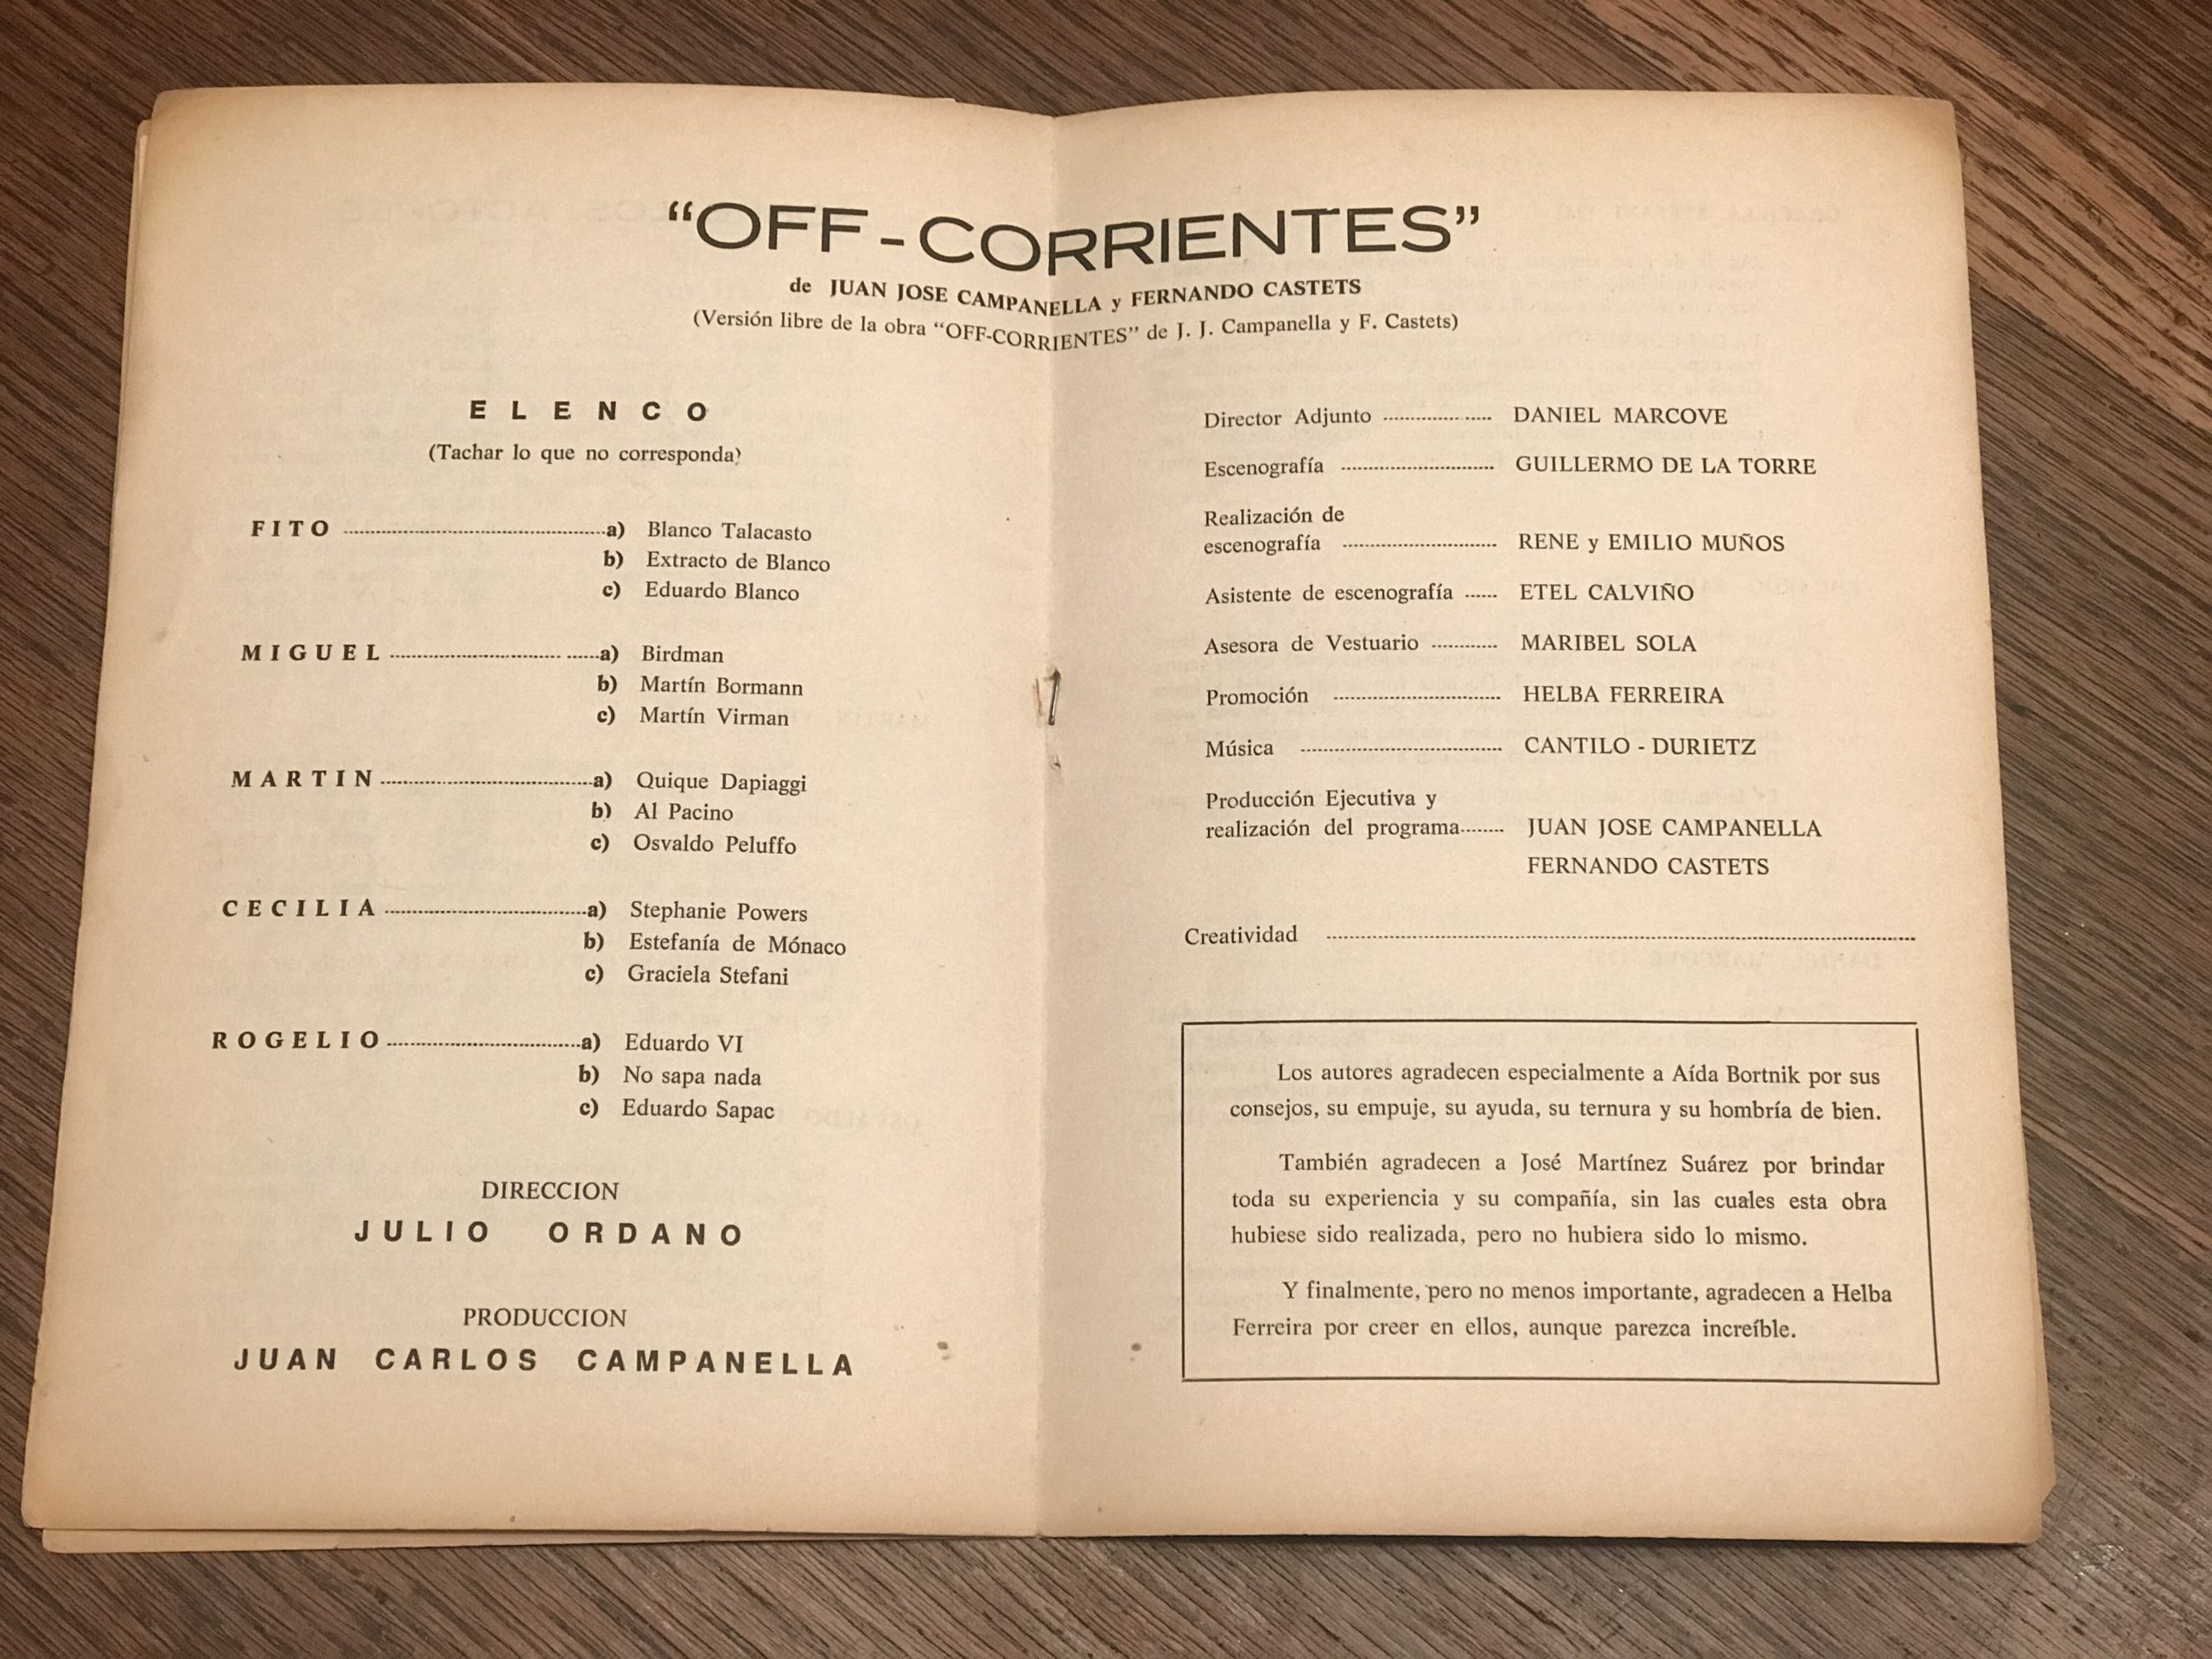 “OFF-CORRIENTES”
de JUAN JOSE CAMPANELLA y FERNANDO CASTETS
(Versión libre de la obra “OFF-CORRIENTES” de J. J. Campanella y F. Castets)
ELENCO
(Tachar lo que no corresponda)
FITO a) Blanco Talacasto
b) Extracto de Blanco
c) Eduardo Blanco
MIGUEL a) Birdman
b) Martín Bormann
c) Martín Virman
MARTIN a) Quique Dapiaggi
b) Al Pacino
c) Osvaldo Peluffo
CECILIA a) Stephanie Powers
b) Estefanía de Mónaco
c) Graciela Stefani
ROGELIO a) Eduardo VI
b) No sapa nada
c) Eduardo Sapac
DIRECCION
JULIO ORDANO
PRODUCCION
JUAN CARLOS CAMPANELLA
Director Adjunto DANIEL MARCOVE
Escenografía GUILLERMO DE LA TORRE
Realización de
escenografía RENE y EMILIO MUÑOS
Asistente de escenografía ETEL CALVIÑO
Asesora de Vestuario MARIBEL SOLA
Promoción HELBA FERREIRA
Música CANTILO - DURIETZ
Producción Ejecutiva y
realización del programa JUAN JOSE CAMPANELLA
FERNANDO CASTETS
Creatividad
Los autores agradecen especialmente a Aída Bortnik por sus
consejos, su empuje, su ayuda, su ternura y su hombría de bien.
También agradecen a José Martínez Suárez por brindar
toda su experiencia y su compañía, sin las cuales esta obra
hubiese sido realizada, pero no hubiera sido lo mismo.
Y finalmente, pero no menos importante, agradecen a Helba
Ferreira por creer en ellos, aunque parezca increíble.